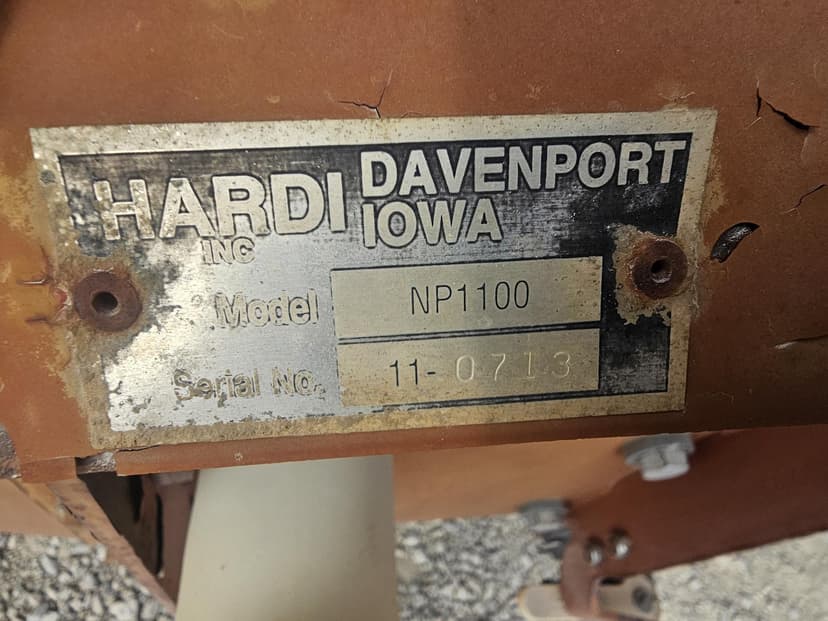 HARDI
INC
DAVENPORT
IOWA
Model NP1100
Serial No. 11-0713